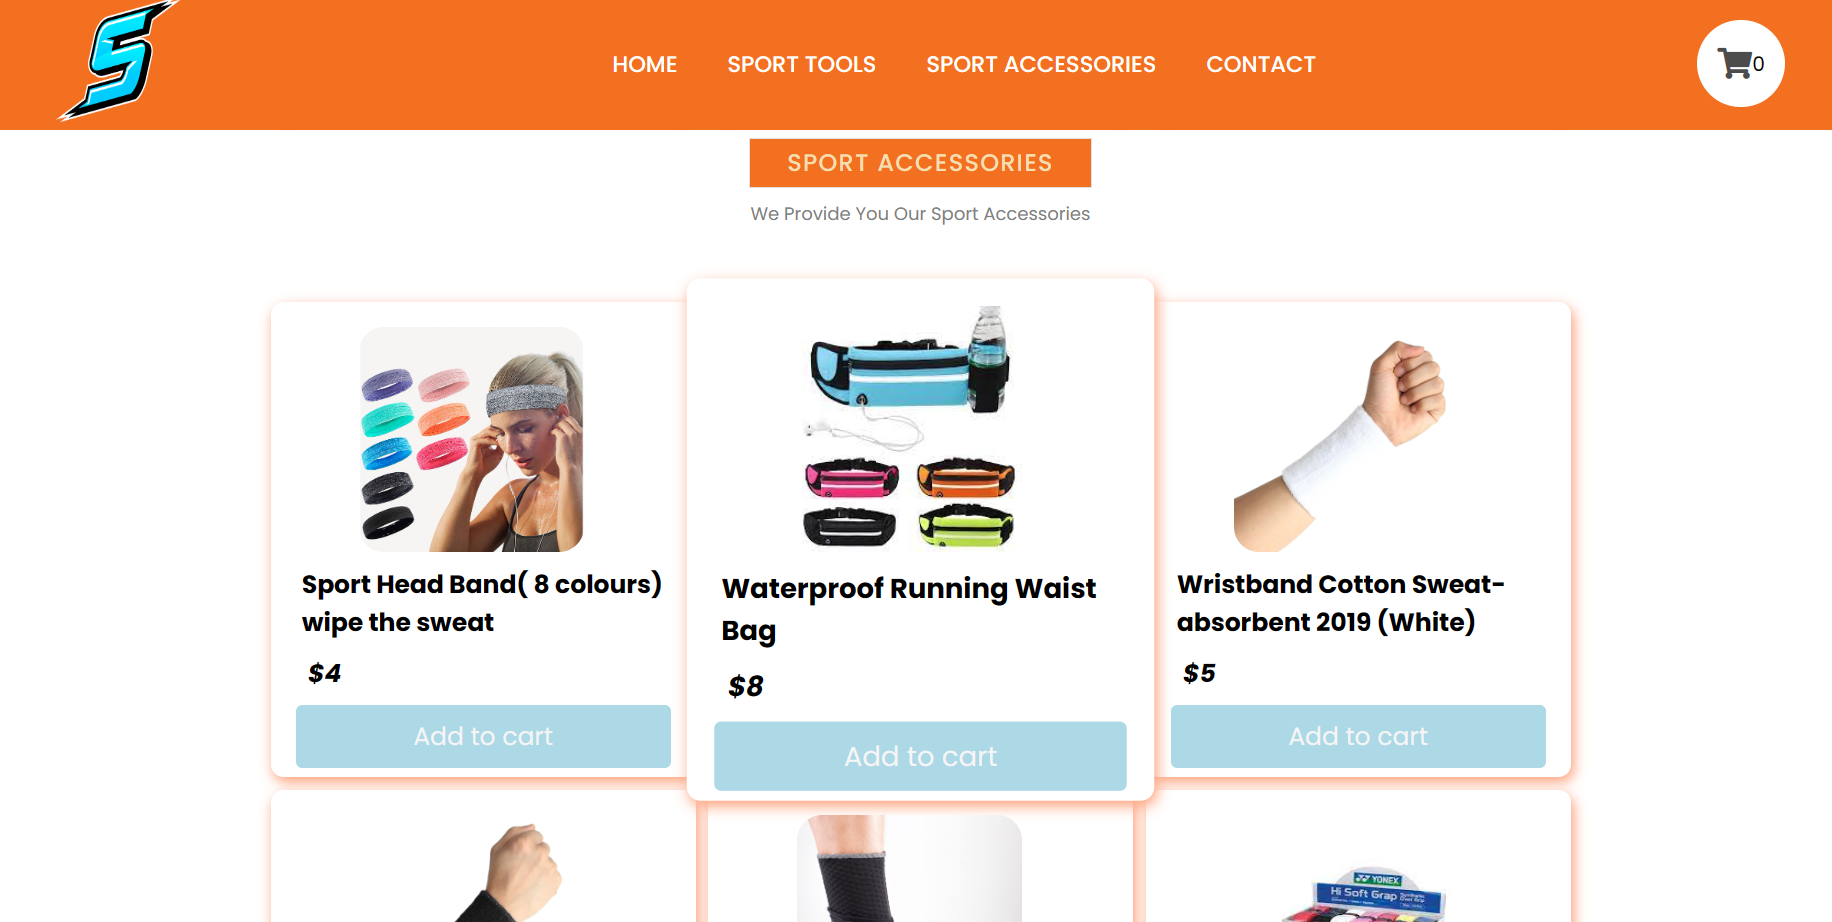 S
HOME
SPORT TOOLS
SPORT ACCESSORIES
CONTACT
0
SPORT ACCESSORIES
We Provide You Our Sport Accessories
Sport Head Band( 8 colours)
wipe the sweat
$4
Add to cart
Waterproof Running Waist
Bag
$8
Add to cart
Wristband Cotton Sweat-
absorbent 2019 (White)
$5
Add to cart
YONEX
Hi Soft Grap